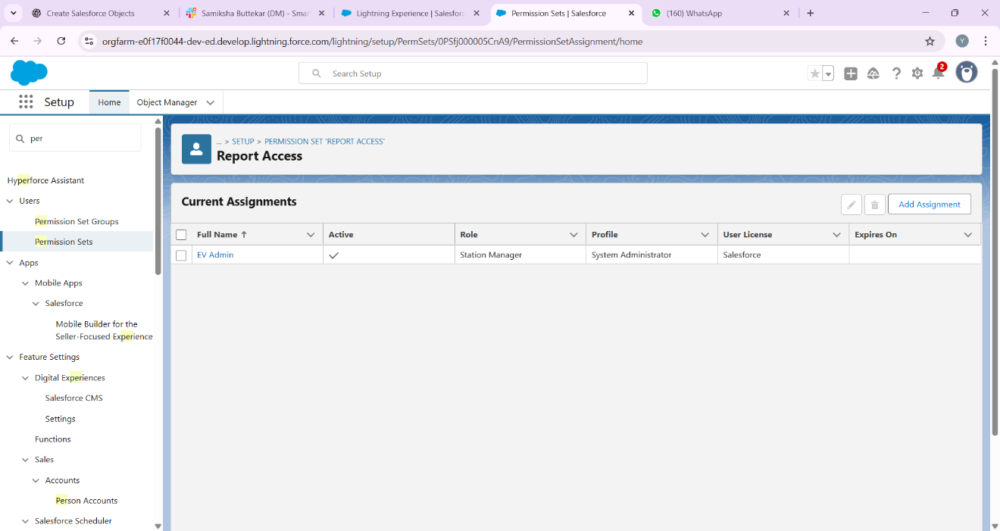 Create Salesforce Objects
Samiksha Buttekar (DM) - Smar
Lightning Experience | Salesforc
Permission Sets | Salesforce
(160) WhatsApp
orgfarm-e0f17f0044-dev-ed.develop.lightning.force.com/lightning/setup/PermSets/0PSfj000005CnA9/PermissionSetAssignment/home
Y
Search Setup
2
Setup
Home
Object Manager
per
Hyperforce Assistant
Users
Permission Set Groups
Permission Sets
Apps
Mobile Apps
Salesforce
Mobile Builder for the
Seller-Focused Experience
Feature Settings
Digital Experiences
Salesforce CMS
Settings
Functions
Sales
Accounts
Person Accounts
Salesforce Scheduler
... > SETUP > PERMISSION SET 'REPORT ACCESS'
Report Access
Current Assignments
Add Assignment
Full Name ↑ Active Role Profile User License Expires On
EV Admin Station Manager System Administrator Salesforce